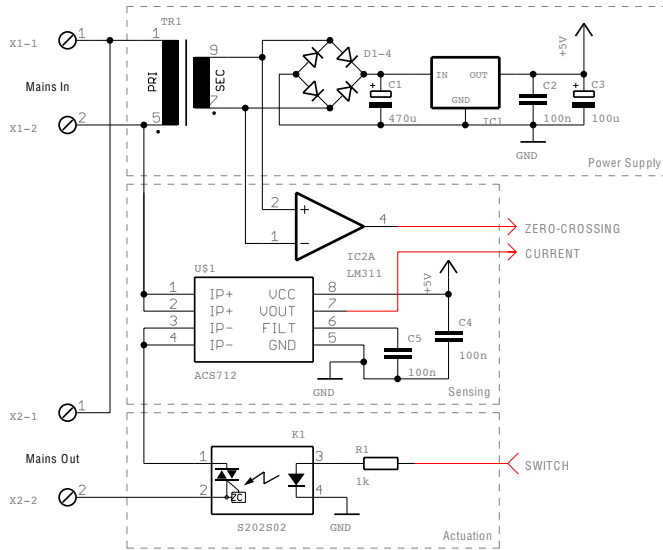 TR1
X1-1
1
1
9
D1-4
+5V
Mains In
PRI
SEC
IN
OUT
C1
GND
C2
C3
X1-2
2
5
7
470u
IC1
100n
100u
GND
Power Supply
2
+
4
ZERO-CROSSING
1
−
IC2A
LM311
CURRENT
U$1
+5V
1
IP+
VCC
8
2
IP+
VOUT
7
3
IP-
FILT
6
C4
4
IP-
GND
5
C5
100n
ACS712
100n
GND
Sensing
X2-1
1
K1
Mains Out
1
3
R1
SWITCH
1k
X2-2
2
2
ZC
4
S202S02
GND
Actuation